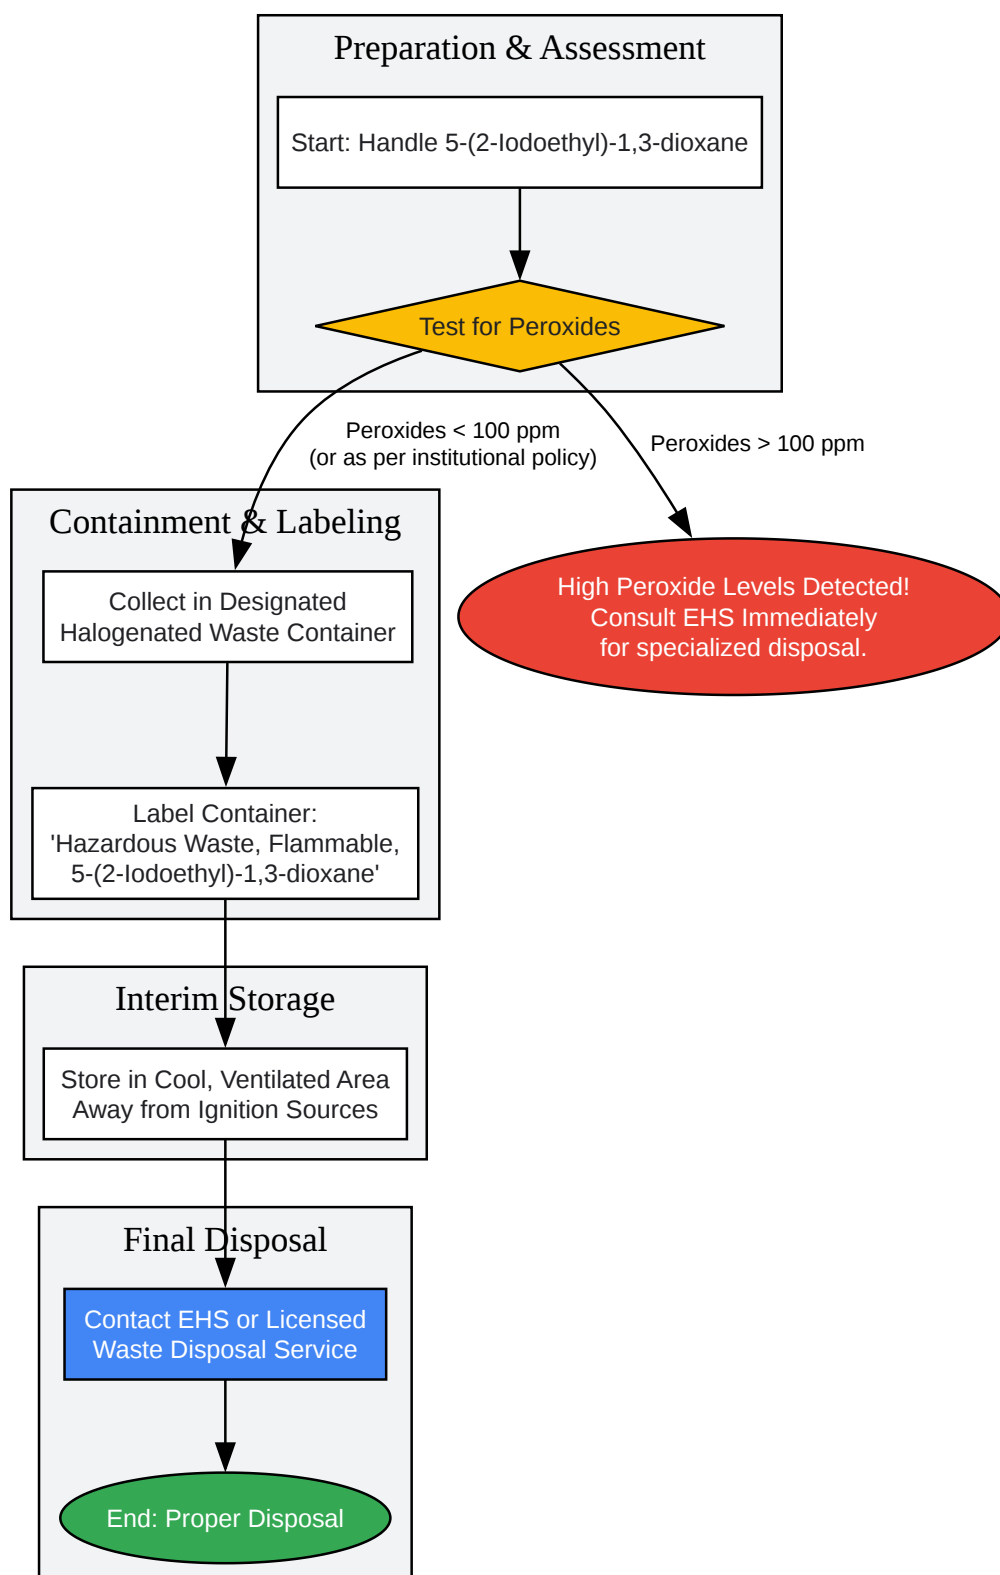 Preparation & Assessment
Start: Handle 5-(2-Iodoethyl)-1,3-dioxane
Test for Peroxides
Peroxides < 100 ppm
(or as per institutional policy)
Peroxides > 100 ppm
Containment & Labeling
Collect in Designated
Halogenated Waste Container
High Peroxide Levels Detected!
Consult EHS Immediately
for specialized disposal.
Label Container:
'Hazardous Waste, Flammable,
5-(2-Iodoethyl)-1,3-dioxane'
Interim Storage
Store in Cool, Ventilated Area
Away from Ignition Sources
Final Disposal
Contact EHS or Licensed
Waste Disposal Service
End: Proper Disposal